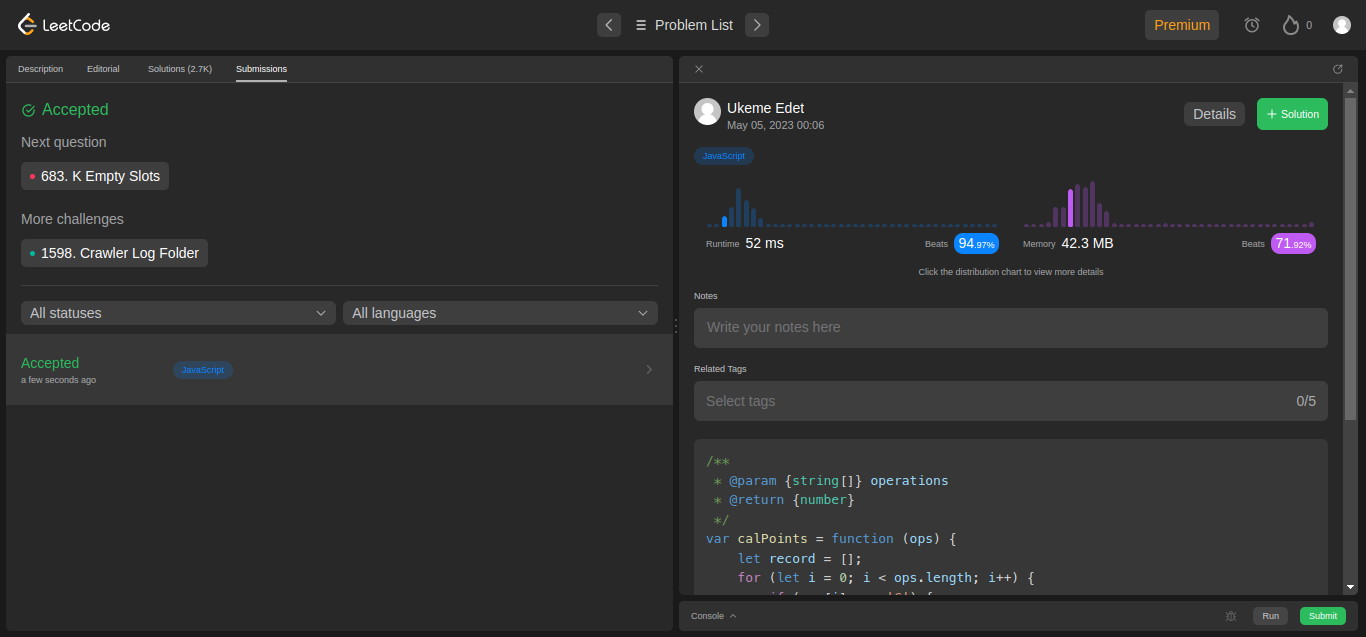 LeetCode
Problem List
Premium
0
Description
Editorial
Solutions (2.7K)
Submissions
Accepted
Next question
683. K Empty Slots
More challenges
1598. Crawler Log Folder
All statuses
All languages
Accepted
a few seconds ago
JavaScript
Ukeme Edet
May 05, 2023 00:06
Details
+ Solution
JavaScript
Runtime 52 ms
Beats 94.97%
Memory 42.3 MB
Beats 71.92%
Click the distribution chart to view more details
Notes
Write your notes here
Related Tags
Select tags
0/5
/**
 * @param {string[]} operations
 * @return {number}
 */
var calPoints = function (ops) {
    let record = [];
    for (let i = 0; i < ops.length; i++) {
Console
Run
Submit